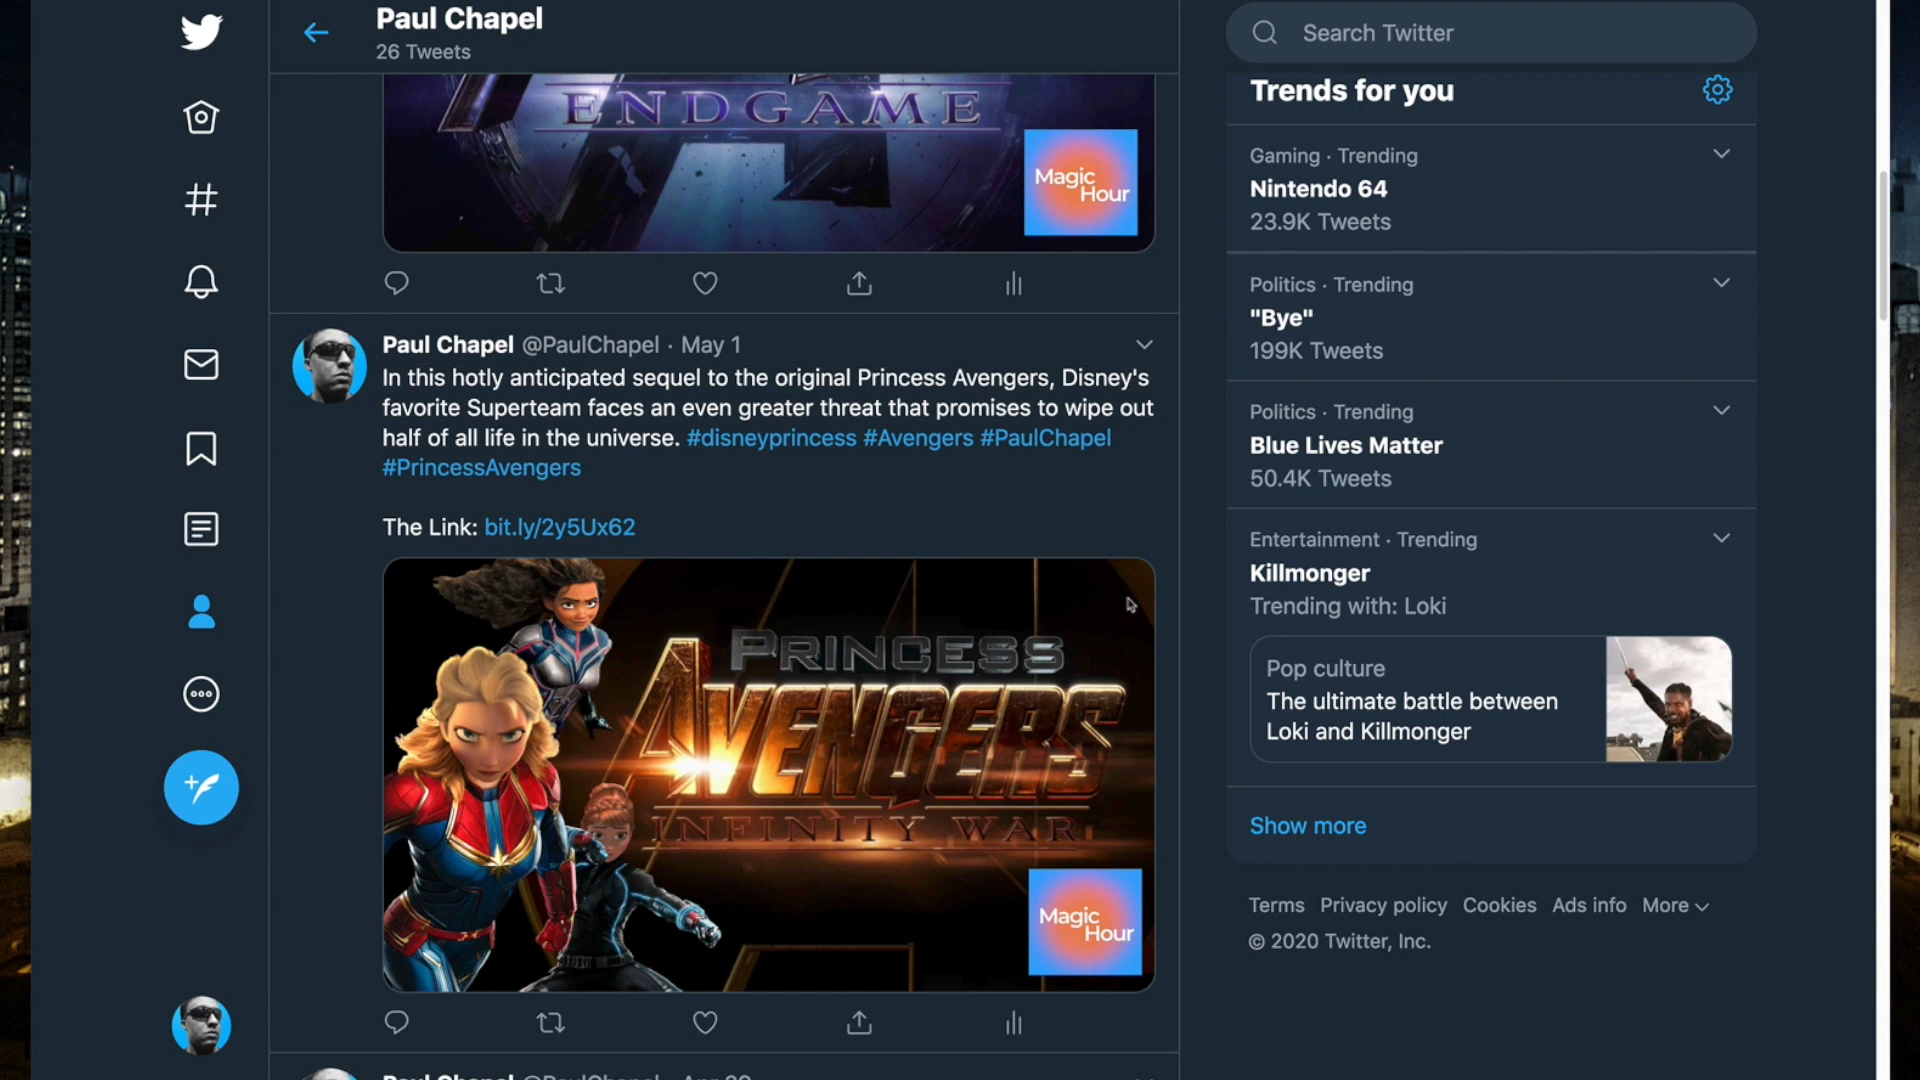 Paul Chapel
26 Tweets
ENDGAME
Magic
Hour
Paul Chapel @PaulChapel · May 1
In this hotly anticipated sequel to the original Princess Avengers, Disney's
favorite Superteam faces an even greater threat that promises to wipe out
half of all life in the universe. #disneyprincess #Avengers #PaulChapel
#PrincessAvengers
The Link: bit.ly/2y5Ux62
PRINCESS
AVENGERS
INFINITY WAR
Magic
Hour
Paul Chapel @PaulChapel
Search Twitter
Trends for you
Gaming · Trending
Nintendo 64
23.9K Tweets
Politics · Trending
"Bye"
199K Tweets
Politics · Trending
Blue Lives Matter
50.4K Tweets
Entertainment · Trending
Killmonger
Trending with: Loki
Pop culture
The ultimate battle between
Loki and Killmonger
Show more
Terms Privacy policy Cookies Ads info More
© 2020 Twitter, Inc.